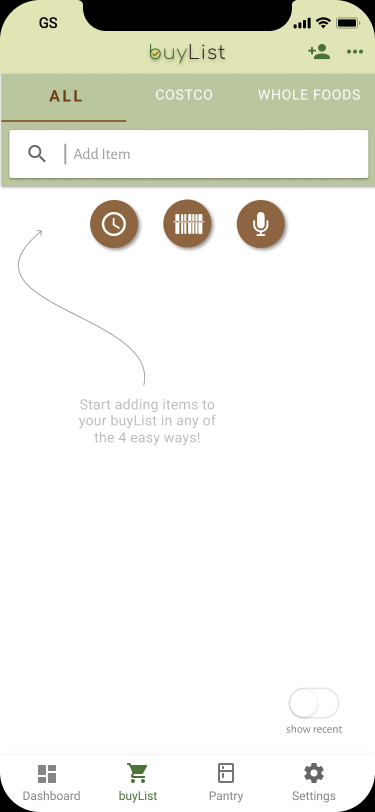 GS
buyList
ALL
COSTCO
WHOLE FOODS
Add Item
Start adding items to
your buyList in any of
the 4 easy ways!
show recent
Dashboard
buyList
Pantry
Settings